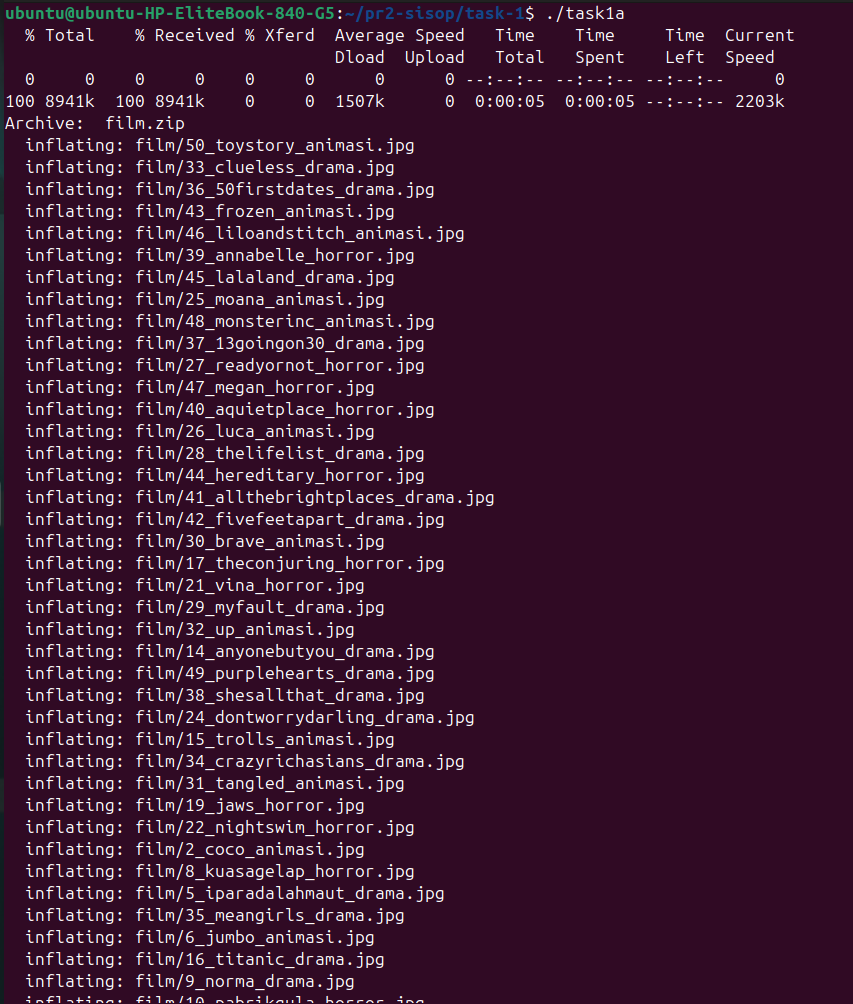 ubuntu@ubuntu-HP-EliteBook-840-G5:~/pr2-sisop/task-1$ ./task1a
  % Total    % Received % Xferd  Average Speed   Time    Time     Time  Current
                                 Dload  Upload   Total   Spent    Left  Speed
  0     0    0     0    0     0      0      0 --:--:-- --:--:-- --:--:--     0
100 8941k  100 8941k    0     0  1507k      0  0:00:05  0:00:05 --:--:-- 2203k
Archive:  film.zip
  inflating: film/50_toystory_animasi.jpg
  inflating: film/33_clueless_drama.jpg
  inflating: film/36_50firstdates_drama.jpg
  inflating: film/43_frozen_animasi.jpg
  inflating: film/46_liloandstitch_animasi.jpg
  inflating: film/39_annabelle_horror.jpg
  inflating: film/45_lalaland_drama.jpg
  inflating: film/25_moana_animasi.jpg
  inflating: film/48_monsterinc_animasi.jpg
  inflating: film/37_13goingon30_drama.jpg
  inflating: film/27_readyornot_horror.jpg
  inflating: film/47_megan_horror.jpg
  inflating: film/40_aquietplace_horror.jpg
  inflating: film/26_luca_animasi.jpg
  inflating: film/28_thelifelist_drama.jpg
  inflating: film/44_hereditary_horror.jpg
  inflating: film/41_allthebrightplaces_drama.jpg
  inflating: film/42_fivefeetapart_drama.jpg
  inflating: film/30_brave_animasi.jpg
  inflating: film/17_theconjuring_horror.jpg
  inflating: film/21_vina_horror.jpg
  inflating: film/29_myfault_drama.jpg
  inflating: film/32_up_animasi.jpg
  inflating: film/14_anyonebutyou_drama.jpg
  inflating: film/49_purplehearts_drama.jpg
  inflating: film/38_shesallthat_drama.jpg
  inflating: film/24_dontworrydarling_drama.jpg
  inflating: film/15_trolls_animasi.jpg
  inflating: film/34_crazyrichasians_drama.jpg
  inflating: film/31_tangled_animasi.jpg
  inflating: film/19_jaws_horror.jpg
  inflating: film/22_nightswim_horror.jpg
  inflating: film/2_coco_animasi.jpg
  inflating: film/8_kuasagelap_horror.jpg
  inflating: film/5_iparadalahmaut_drama.jpg
  inflating: film/35_meangirls_drama.jpg
  inflating: film/6_jumbo_animasi.jpg
  inflating: film/16_titanic_drama.jpg
  inflating: film/9_norma_drama.jpg
  inflating: film/10_pabrikgula_horror.jpg